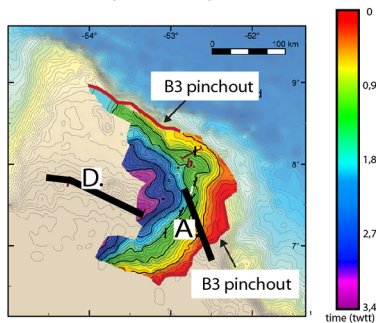 -54° -53° -52°
0 100 km
0
9°
B3 pinchout
0,9
8°
D.
1,8
A
7°
2,7
B3 pinchout
3,4
time (twtt)